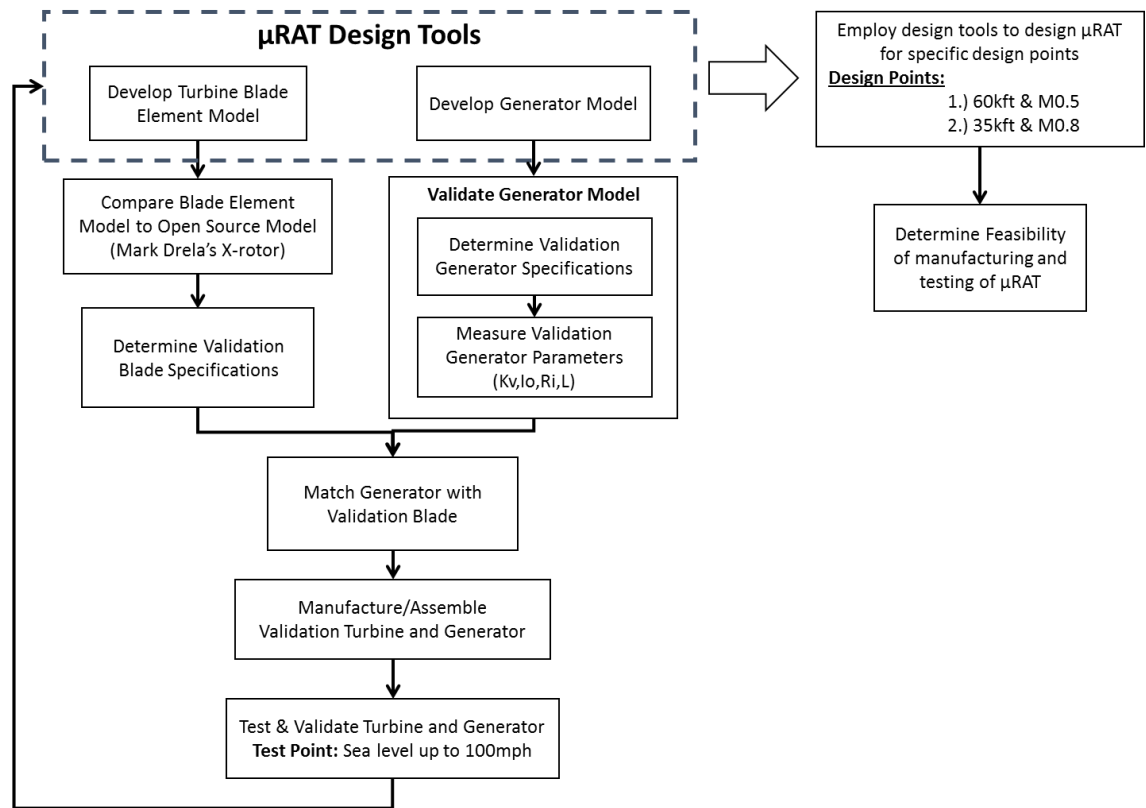 µRAT Design Tools
Develop Turbine Blade
Element Model
Develop Generator Model
Employ design tools to design µRAT
for specific design points
Design Points:
1.) 60kft & M0.5
2.) 35kft & M0.8
Compare Blade Element
Model to Open Source Model
(Mark Drela’s X-rotor)
Determine Validation
Blade Specifications
Validate Generator Model
Determine Validation
Generator Specifications
Measure Validation
Generator Parameters
(Kv,Io,Ri,L)
Determine Feasibility
of manufacturing and
testing of µRAT
Match Generator with
Validation Blade
Manufacture/Assemble
Validation Turbine and Generator
Test & Validate Turbine and Generator
Test Point: Sea level up to 100mph